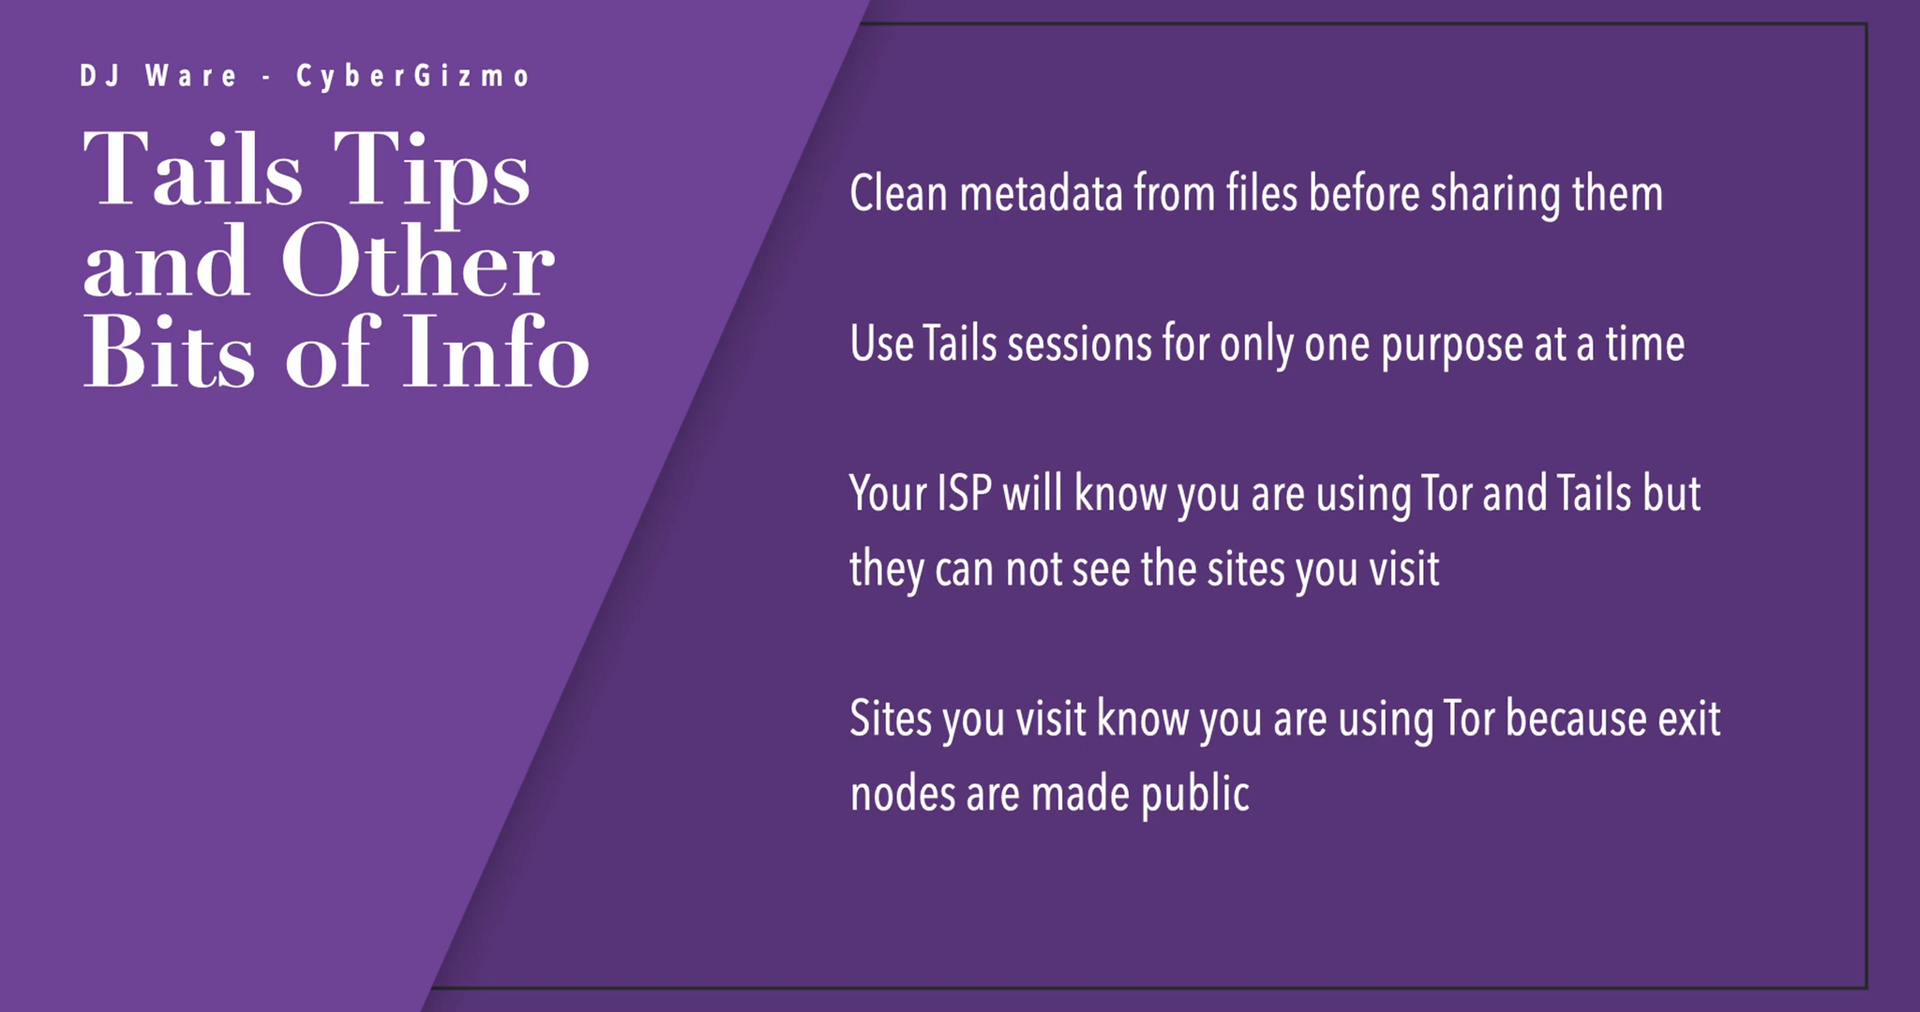 DJ Ware - CyberGizmo
Tails Tips
and Other
Bits of Info
Clean metadata from files before sharing them
Use Tails sessions for only one purpose at a time
Your ISP will know you are using Tor and Tails but
they can not see the sites you visit
Sites you visit know you are using Tor because exit
nodes are made public